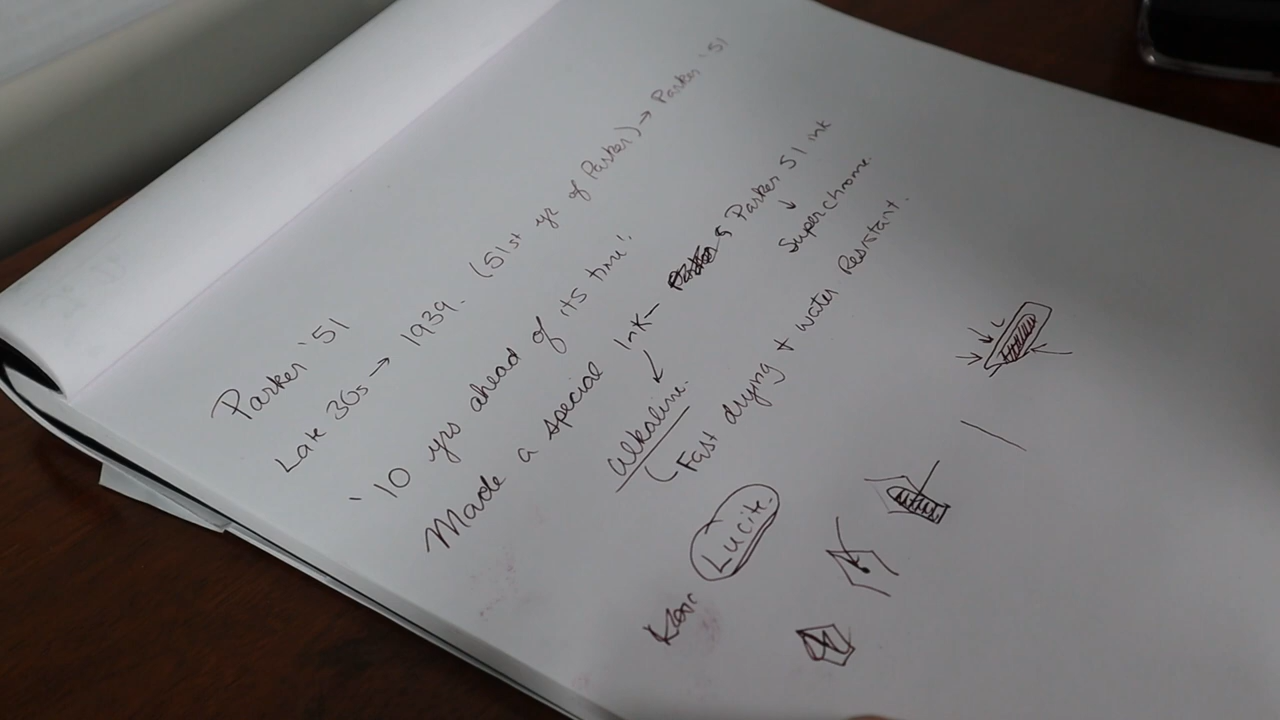 Parker '51
Late 30s → 1939. (51st yr of Parker) → Parker '51
'10 yrs ahead of its time'.
Made a special Ink – Parker 51 ink
↓ Superchrome.
↓ alkaline.
(Fast drying + water Resistant.
Lucite.